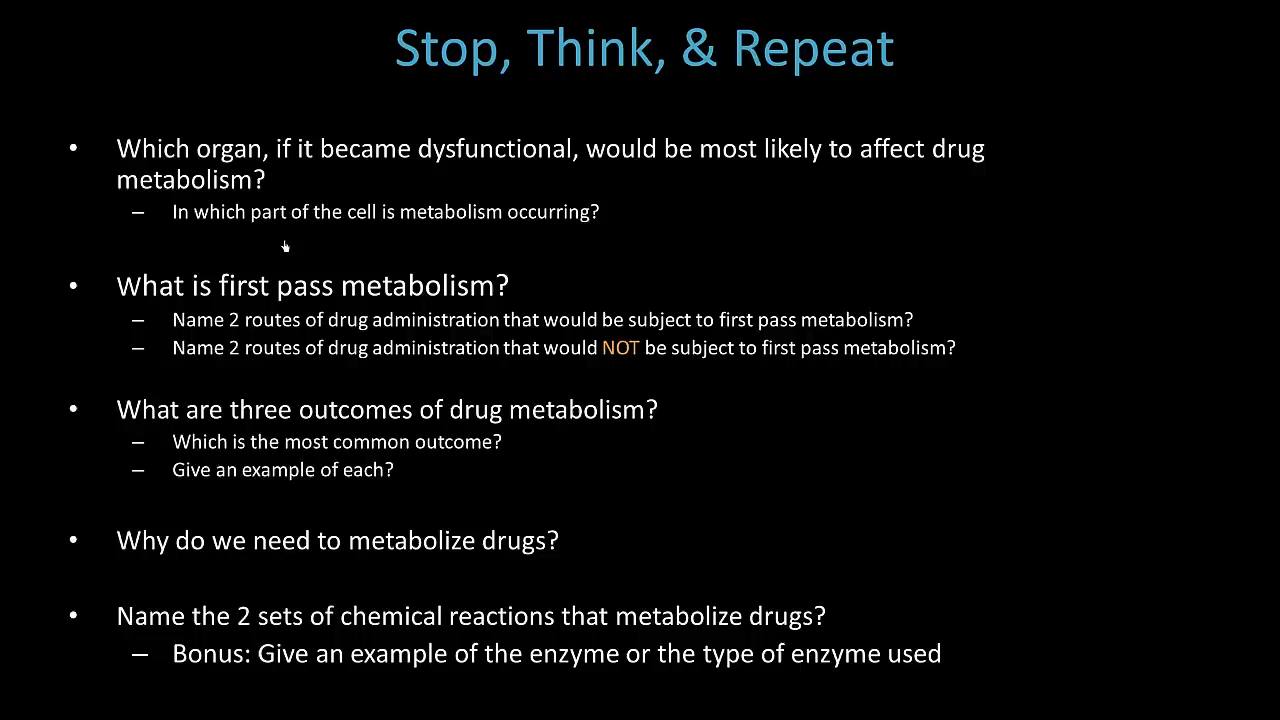 Stop, Think, & Repeat
• Which organ, if it became dysfunctional, would be most likely to affect drug
metabolism?
– In which part of the cell is metabolism occurring?
• What is first pass metabolism?
– Name 2 routes of drug administration that would be subject to first pass metabolism?
– Name 2 routes of drug administration that would NOT be subject to first pass metabolism?
• What are three outcomes of drug metabolism?
– Which is the most common outcome?
– Give an example of each?
• Why do we need to metabolize drugs?
• Name the 2 sets of chemical reactions that metabolize drugs?
– Bonus: Give an example of the enzyme or the type of enzyme used